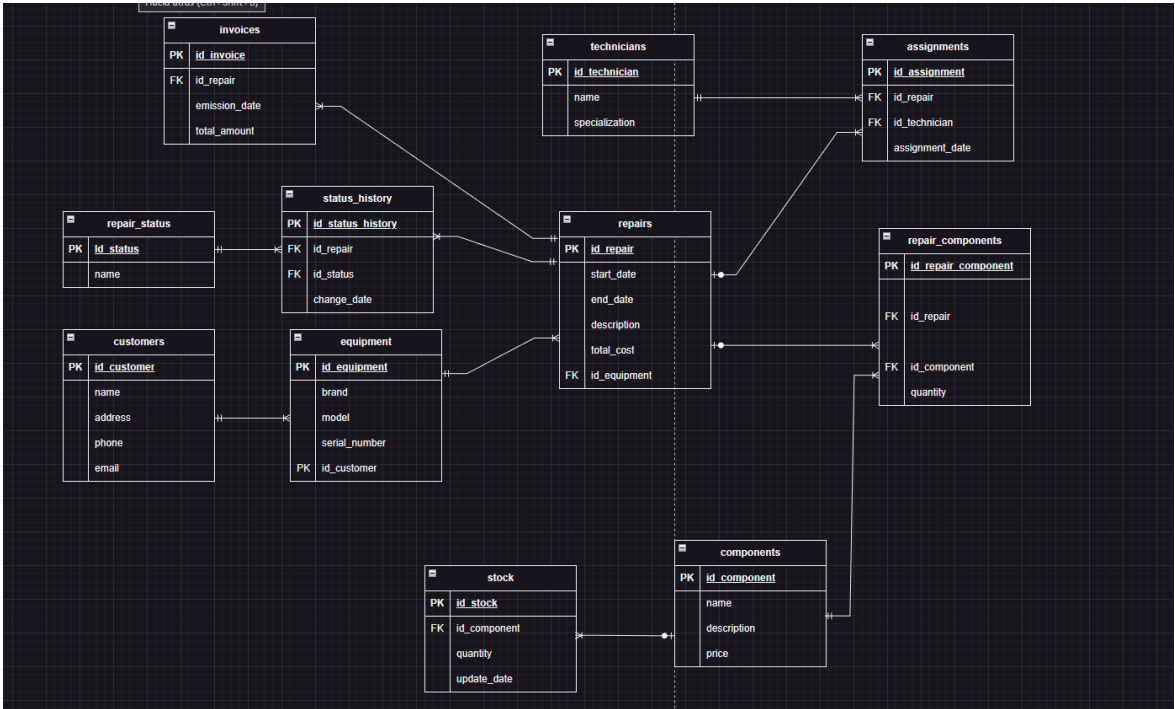 Hacia atrás (Ctrl+Shift+B)
invoices
PK id_invoice
FK id_repair
emission_date
total_amount
technicians
PK id_technician
name
specialization
assignments
PK id_assignment
FK id_repair
FK id_technician
assignment_date
repair_status
PK Id_status
name
status_history
PK id_status_history
FK id_repair
FK id_status
change_date
repairs
PK id_repair
start_date
end_date
description
total_cost
FK id_equipment
repair_components
PK id_repair_component
FK id_repair
FK id_component
quantity
customers
PK id_customer
name
address
phone
email
equipment
PK id_equipment
brand
model
serial_number
PK id_customer
stock
PK id_stock
FK id_component
quantity
update_date
components
PK id_component
name
description
price